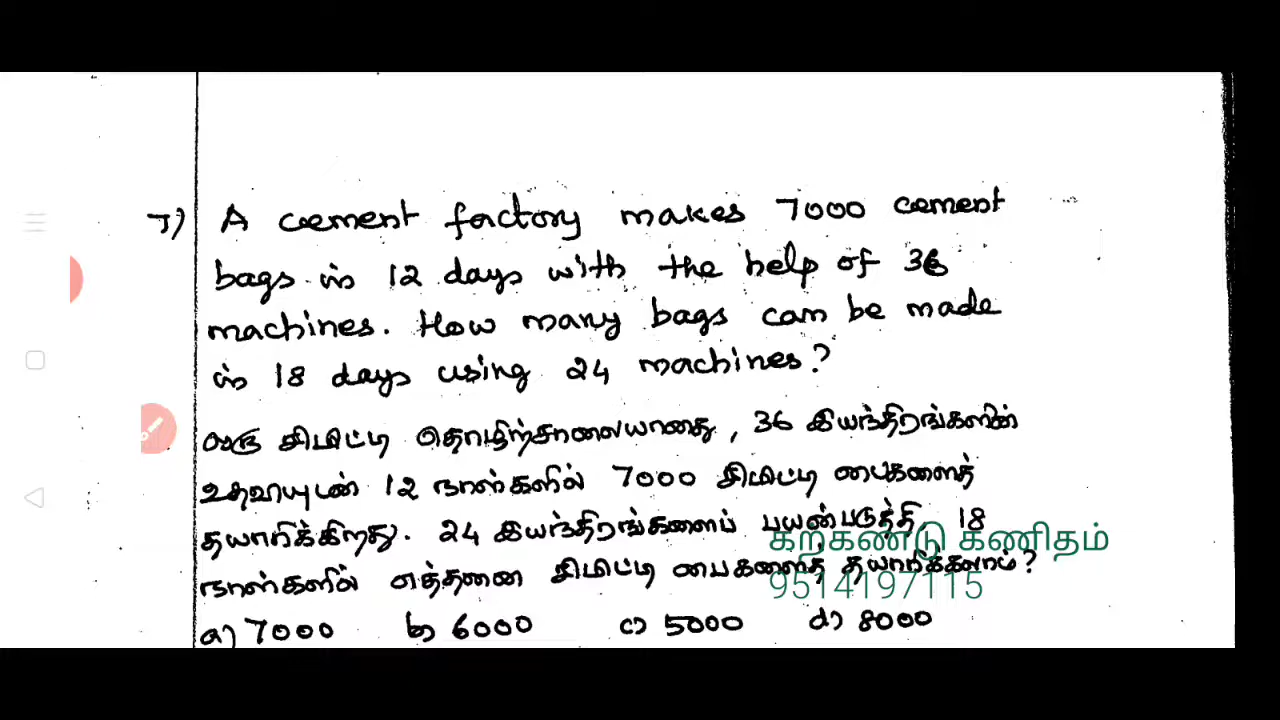 7) A cement factory makes 7000 cement
bags in 12 days with the help of 36
machines. How many bags can be made
in 18 days using 24 machines?
ஒரு சிமிட்டி தொழிற்சாலையானது, 36 இயந்திரங்களின்
உதவியுடன் 12 நாள்களில் 7000 சிமிட்டி பைகளைத்
தயாரிக்கிறது. 24 இயந்திரங்களைப் பயன்படுத்தி, 18
கற்கண்டு கணிதம்
நாள்களில் எத்தனை சிமிட்டி பைகளைத் தயாரிக்கலாம்?
9514197115
a) 7000 b) 6000 c) 5000 d) 8000